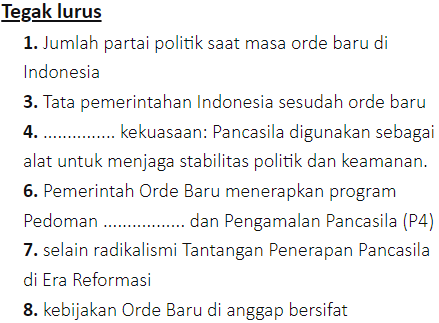 Tegak lurus
1. Jumlah partai politik saat masa orde baru di
Indonesia
3. Tata pemerintahan Indonesia sesudah orde baru
4. ............... kekuasaan: Pancasila digunakan sebagai
alat untuk menjaga stabilitas politik dan keamanan.
6. Pemerintah Orde Baru menerapkan program
Pedoman ................. dan Pengamalan Pancasila (P4)
7. selain radikalismi Tantangan Penerapan Pancasila
di Era Reformasi
8. kebijakan Orde Baru di anggap bersifat